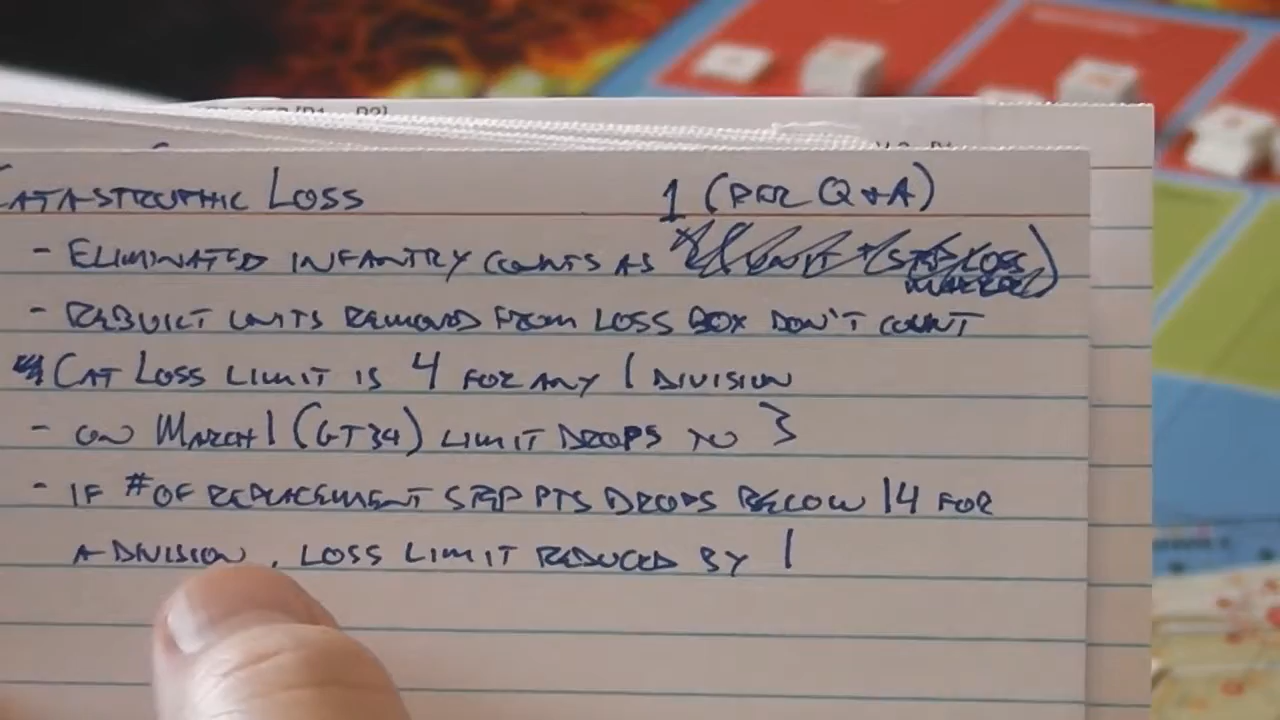 CATASTROPHIC LOSS 1 (PER Q+A)
- ELIMINATED INFANTRY COUNTS AS
- REBUILT UNITS REMOVED FROM LOSS BOX DON'T COUNT
CAT LOSS LIMIT IS 4 FOR ANY 1 DIVISION
- ON MARCH 1 (GT34) LIMIT DROPS TO 3
- IF # OF REPLACEMENT STEP PTS DROPS BELOW 14 FOR
A DIVISION, LOSS LIMIT REDUCED BY 1